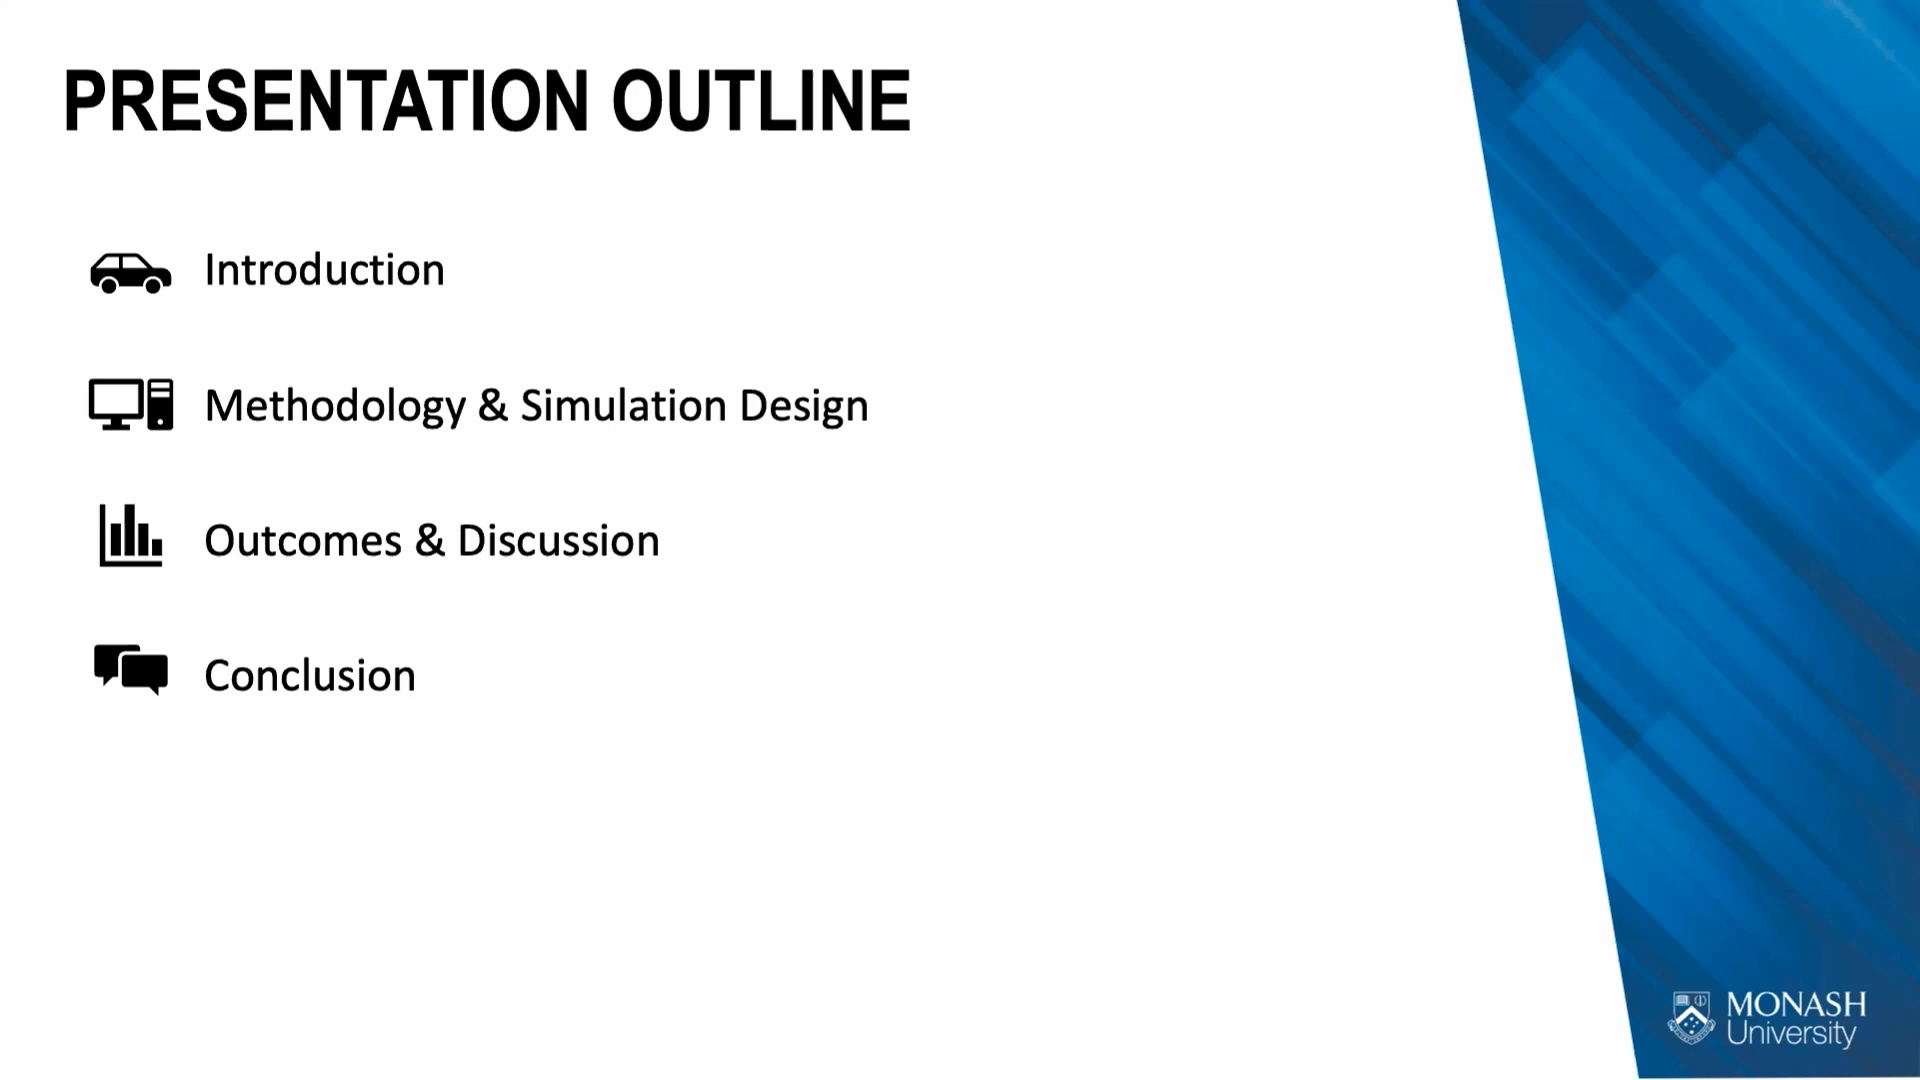 PRESENTATION OUTLINE
Introduction
Methodology & Simulation Design
Outcomes & Discussion
Conclusion
MONASH
University